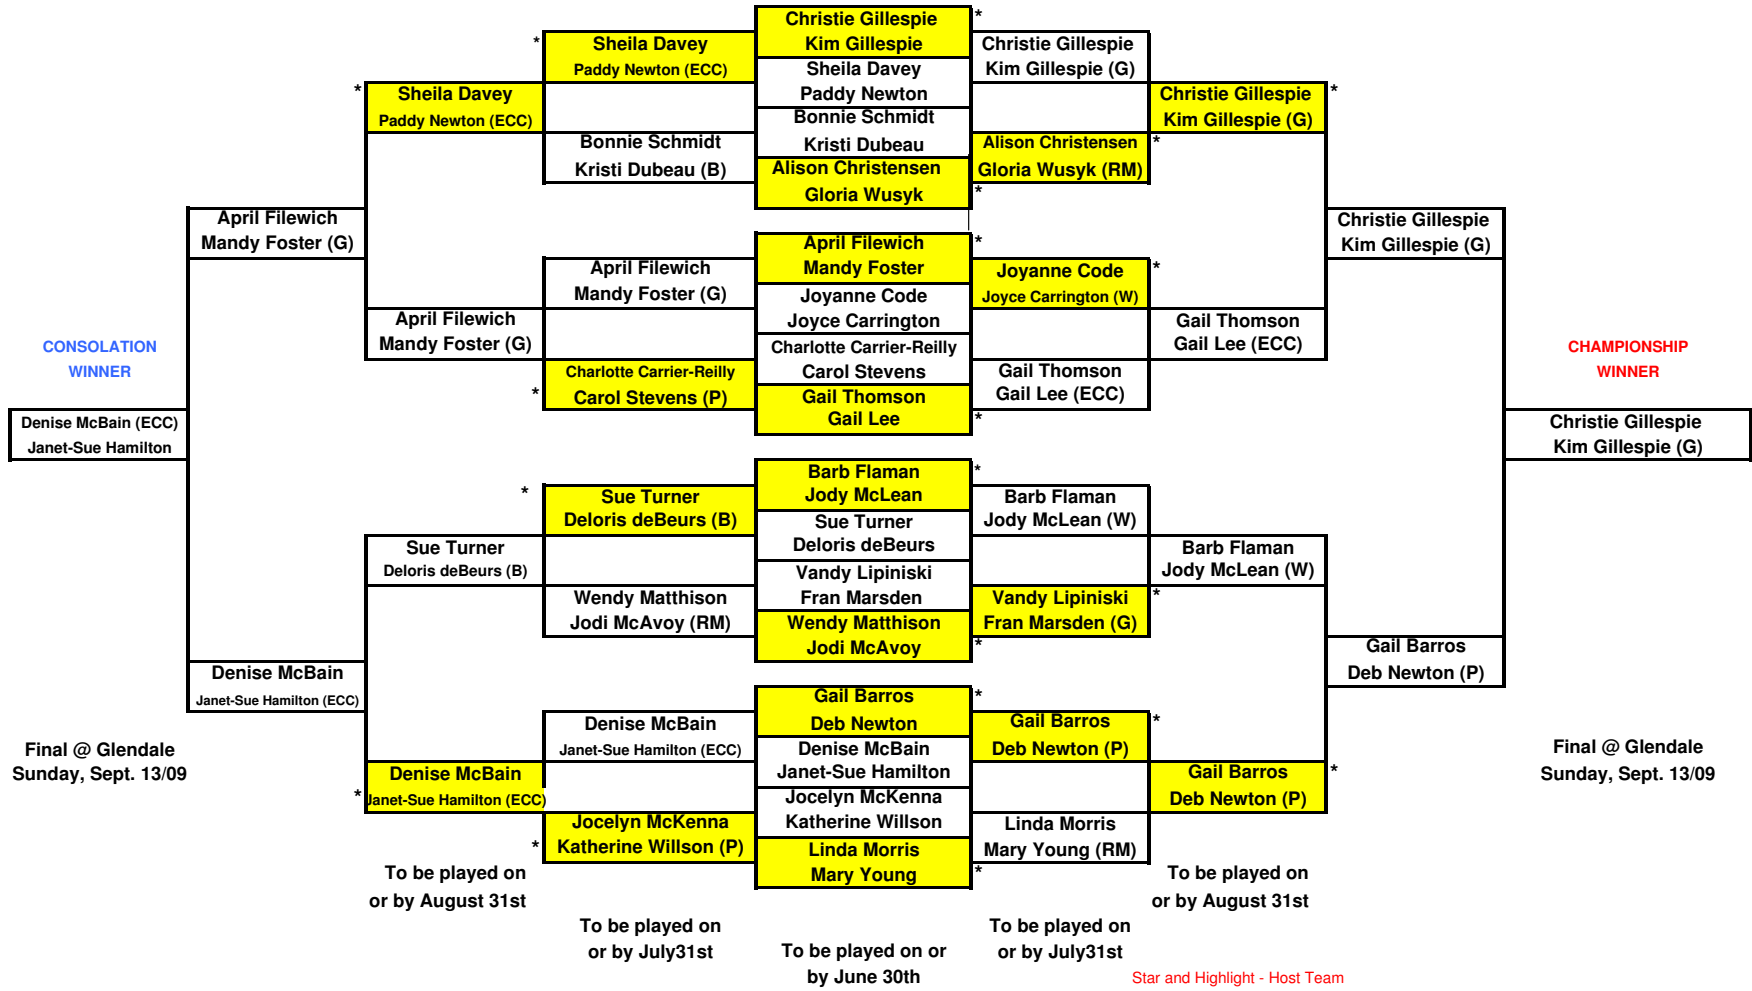 Christie Gillespie
*
Kim Gillespie
*
Sheila Davey
Paddy Newton (ECC)
Christie Gillespie
Kim Gillespie (G)
Sheila Davey
Paddy Newton
*
Sheila Davey
Paddy Newton (ECC)
Christie Gillespie
Kim Gillespie (G)
*
Bonnie Schmidt
Kristi Dubeau
Bonnie Schmidt
Kristi Dubeau (B)
Alison Christensen
Gloria Wusyk (RM)
*
Alison Christensen
Gloria Wusyk
*
April Filewich
Mandy Foster (G)
Christie Gillespie
Kim Gillespie (G)
April Filewich
Mandy Foster
*
April Filewich
Mandy Foster (G)
Joyanne Code
Joyce Carrington (W)
*
Joyanne Code
Joyce Carrington
April Filewich
Mandy Foster (G)
Gail Thomson
Gail Lee (ECC)
CONSOLATION
WINNER
Charlotte Carrier-Reilly
Carol Stevens
CHAMPIONSHIP
WINNER
*
Charlotte Carrier-Reilly
Carol Stevens (P)
Gail Thomson
Gail Lee (ECC)
Gail Thomson
Gail Lee
*
Denise McBain (ECC)
Janet-Sue Hamilton
Christie Gillespie
Kim Gillespie (G)
Barb Flaman
Jody McLean
*
*
Sue Turner
Deloris deBeurs (B)
Barb Flaman
Jody McLean (W)
Sue Turner
Deloris deBeurs
Sue Turner
Deloris deBeurs (B)
Barb Flaman
Jody McLean (W)
Vandy Lipiniski
Fran Marsden
Wendy Matthison
Jodi McAvoy (RM)
Vandy Lipiniski
Fran Marsden (G)
*
Wendy Matthison
Jodi McAvoy
*
Denise McBain
Janet-Sue Hamilton (ECC)
Gail Barros
Deb Newton (P)
Gail Barros
Deb Newton
*
Denise McBain
Janet-Sue Hamilton (ECC)
Gail Barros
Deb Newton (P)
*
Denise McBain
Janet-Sue Hamilton
Final @ Glendale
Sunday, Sept. 13/09
Final @ Glendale
Sunday, Sept. 13/09
Denise McBain
*
Janet-Sue Hamilton (ECC)
Gail Barros
Deb Newton (P)
*
Jocelyn McKenna
Katherine Willson
*
Jocelyn McKenna
Katherine Willson (P)
Linda Morris
Mary Young (RM)
Linda Morris
Mary Young
*
To be played on
or by August 31st
To be played on
or by August 31st
To be played on
or by July31st
To be played on
or by July31st
To be played on or
by June 30th
Star and Highlight - Host Team